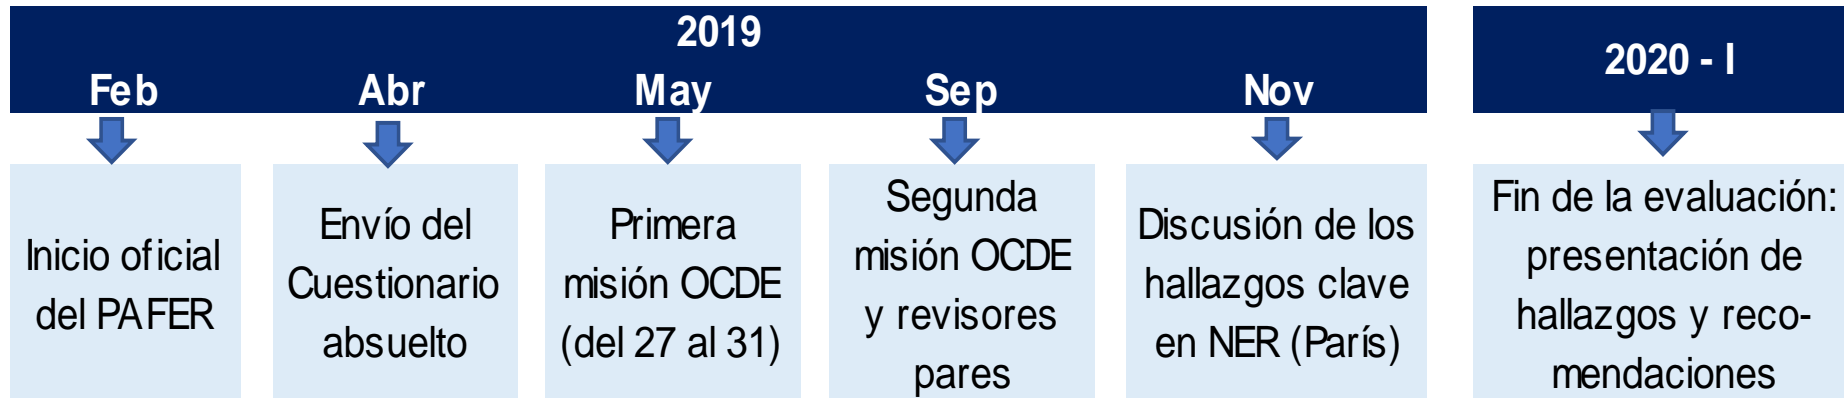 2019
Feb Abr May Sep Nov
2020 - I
Inicio oficial
del PAFER
Envío del
Cuestionario
absuelto
Primera
misión OCDE
(del 27 al 31)
Segunda
misión OCDE
y revisores
pares
Discusión de los
hallazgos clave
en NER (París)
Fin de la evaluación:
presentación de
hallazgos y reco-
mendaciones